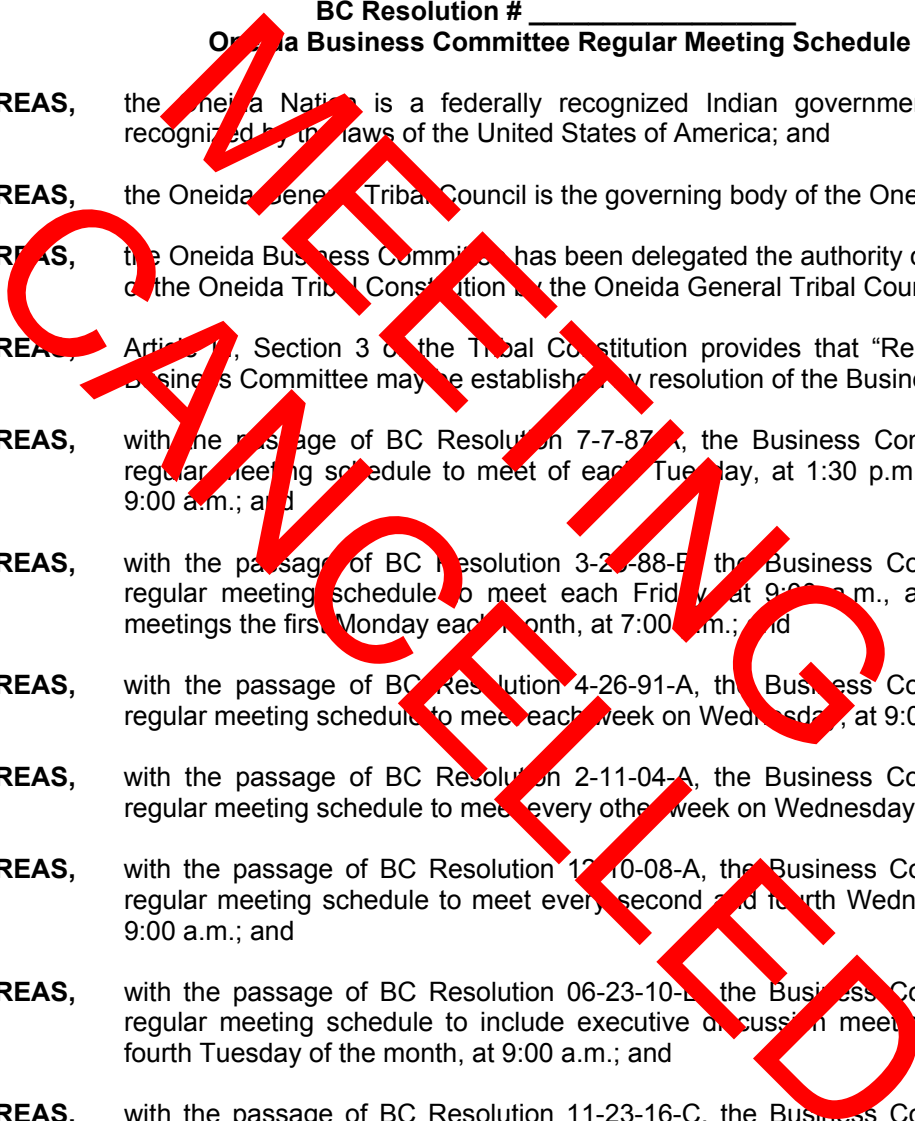 BC Resolution # ___________________
Oneida Business Committee Regular Meeting Schedule
REAS, the Oneida Nation is a federally recognized Indian governmen
recognized by the laws of the United States of America; and
REAS, the Oneida General Tribal Council is the governing body of the One
REAS, the Oneida Business Committee has been delegated the authority o
of the Oneida Tribal Constitution by the Oneida General Tribal Coun
REAS, Article III, Section 3 of the Tribal Constitution provides that “Re
Business Committee may be established by resolution of the Busine
REAS, with the passage of BC Resolution 7-7-87-A, the Business Com
regular meeting schedule to meet of each Tuesday, at 1:30 p.m
9:00 a.m.; and
REAS, with the passage of BC Resolution the Business Co
regular meeting schedule to meet each Friday, at 9:00 a.m., a
meetings the first Monday each month, at 7:00 and
REAS, with the passage of BC Resolution 4-26-91-A, the Business Co
regular meeting schedule to meet each week on Wednesday, at 9:0
REAS, with the passage of BC Resolution 2-11-04-A, the Business Co
regular meeting schedule to meet every other week on Wednesday
REAS, with the passage of BC Resolution 12-10-08-A, the Business Co
regular meeting schedule to meet every second and fourth Wedn
9:00 a.m.; and
REAS, with the passage of BC Resolution the Business Co
regular meeting schedule to include executive discussion meet
fourth Tuesday of the month, at 9:00 a.m.; and
REAS, with the passage of BC Resolution 11-23-16-C, the Business Co
MEETING
CANCELLED